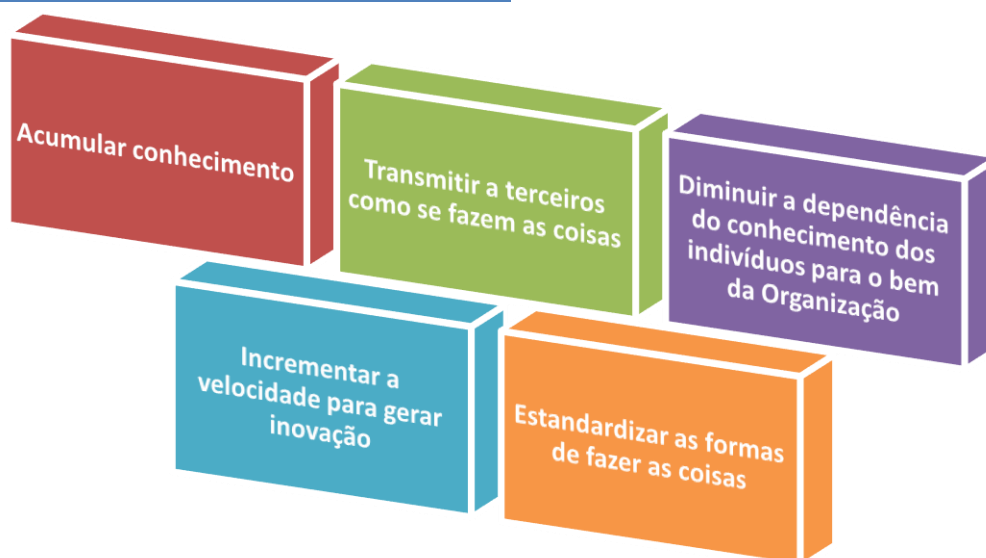 Acumular conhecimento
Transmitir a terceiros
como se fazem as coisas
Diminuir a dependência
do conhecimento dos
indivíduos para o bem
da Organização
Incrementar a
velocidade para gerar
inovação
Estandardizar as formas
de fazer as coisas